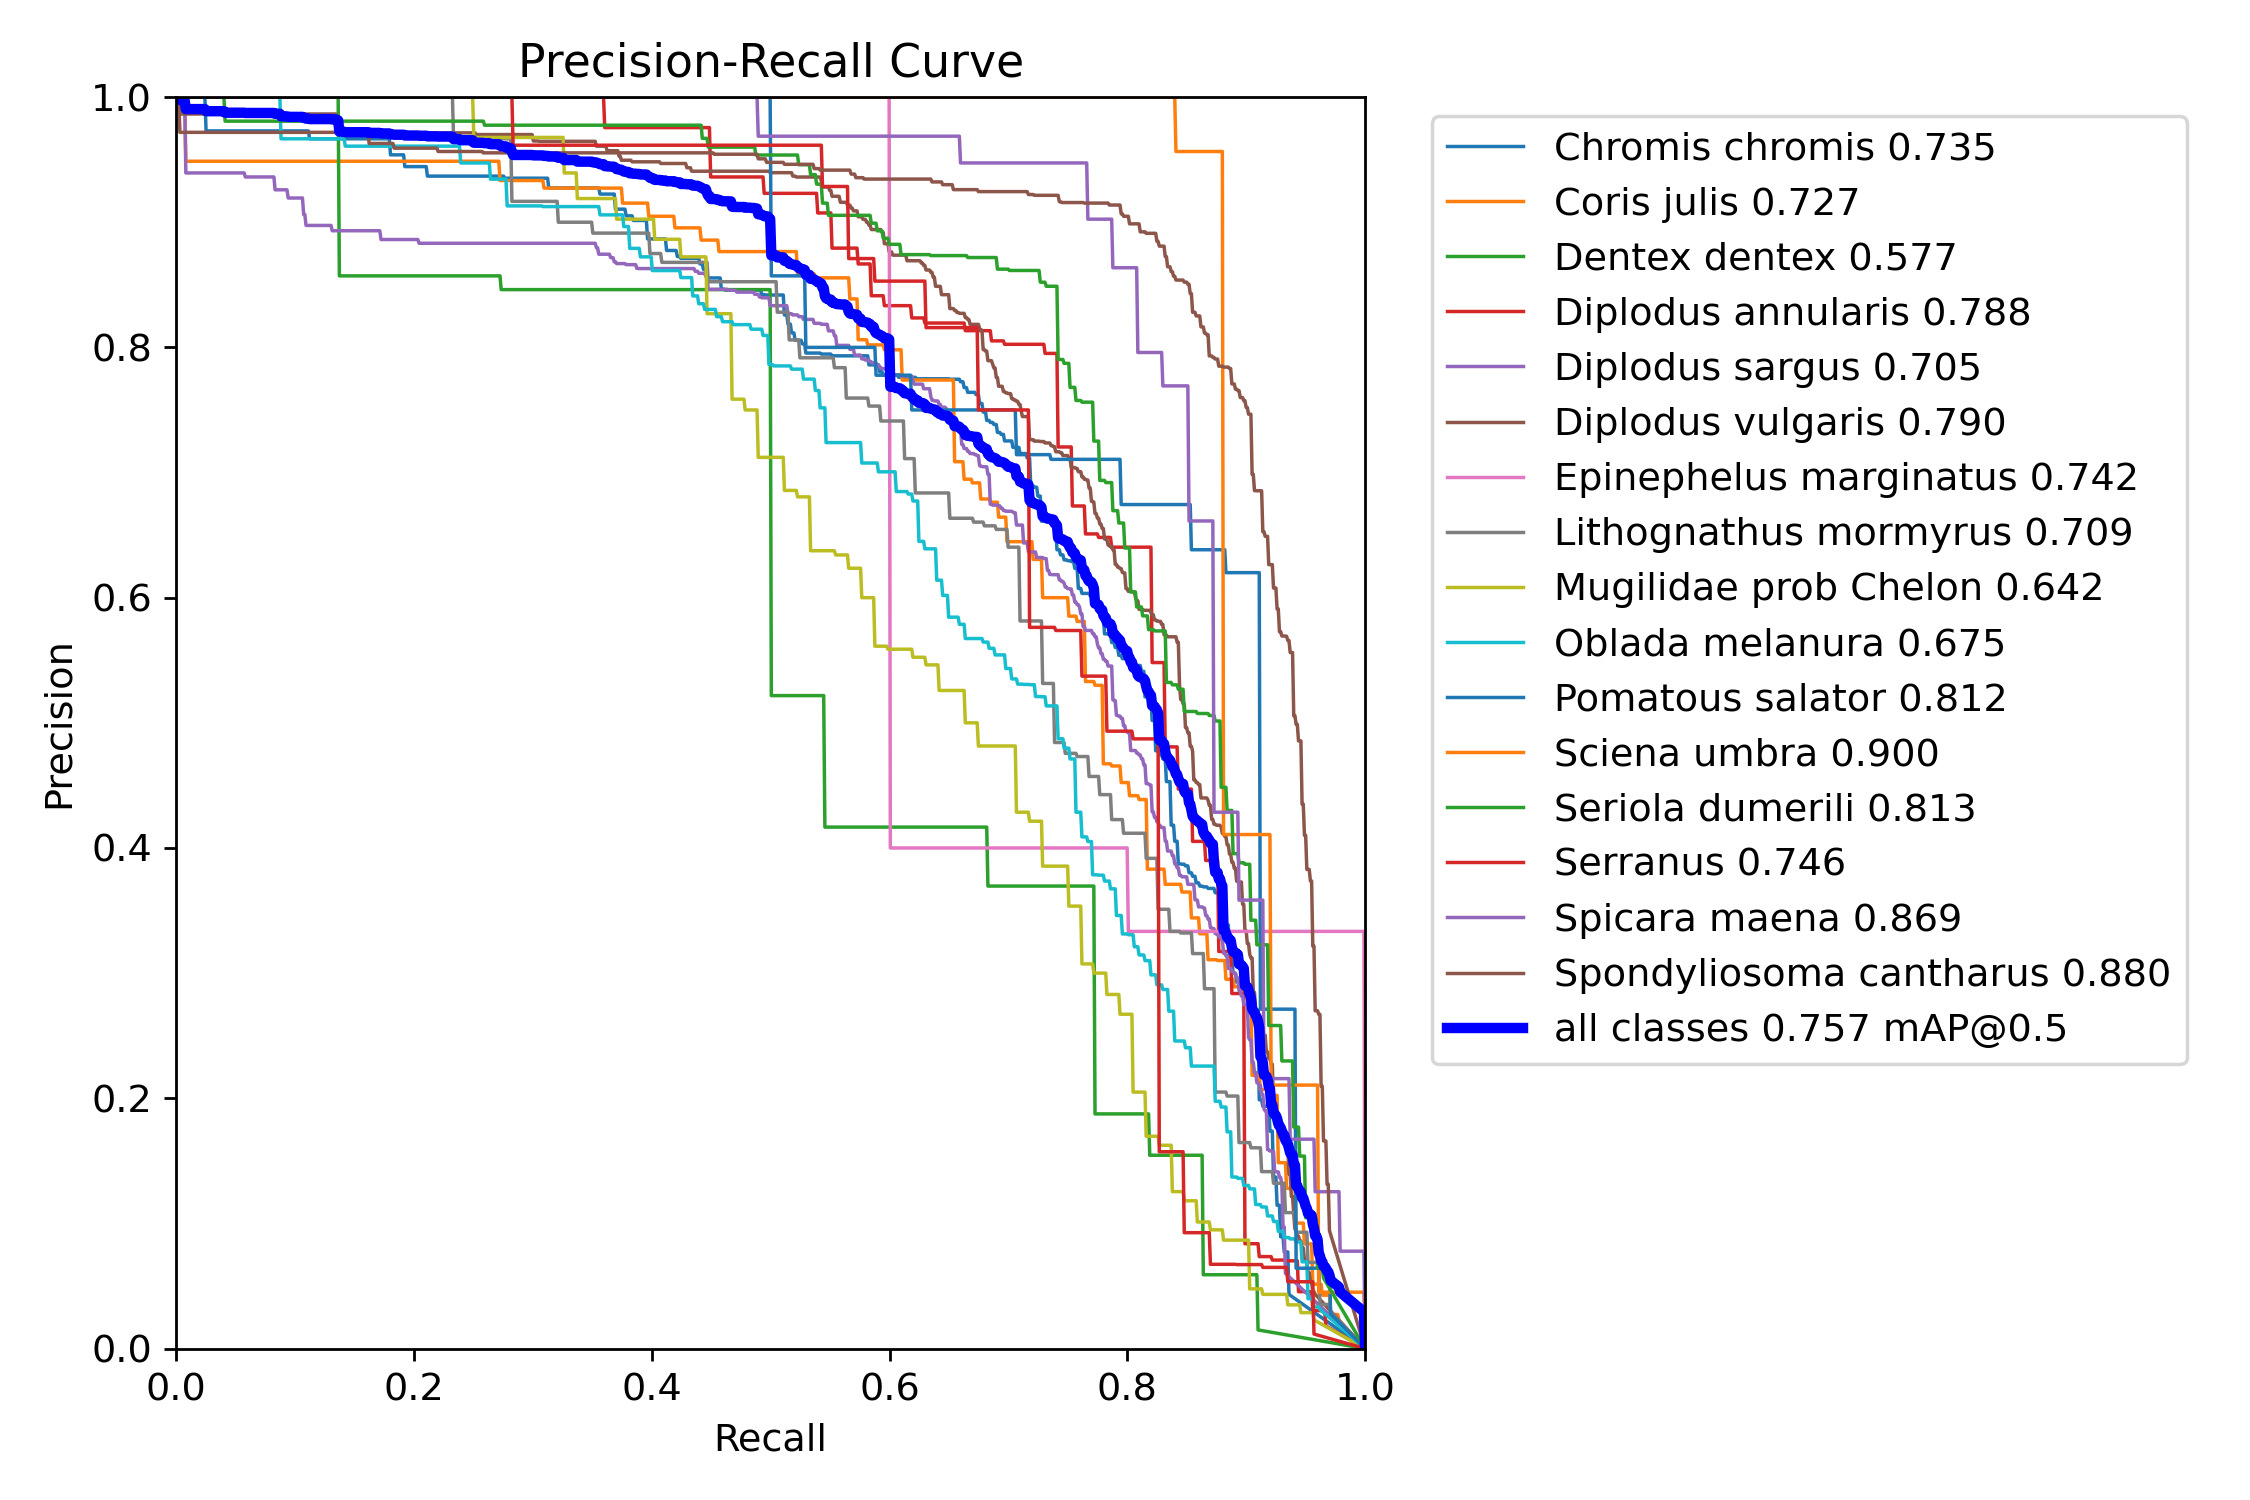 Precision-Recall Curve
1.0
0.8
0.6
0.4
0.2
0.0
Precision
0.0 0.2 0.4 0.6 0.8 1.0
Recall
Chromis chromis 0.735
Coris julis 0.727
Dentex dentex 0.577
Diplodus annularis 0.788
Diplodus sargus 0.705
Diplodus vulgaris 0.790
Epinephelus marginatus 0.742
Lithognathus mormyrus 0.709
Mugilidae prob Chelon 0.642
Oblada melanura 0.675
Pomatous salator 0.812
Sciena umbra 0.900
Seriola dumerili 0.813
Serranus 0.746
Spicara maena 0.869
Spondyliosoma cantharus 0.880
all classes 0.757 mAP@0.5